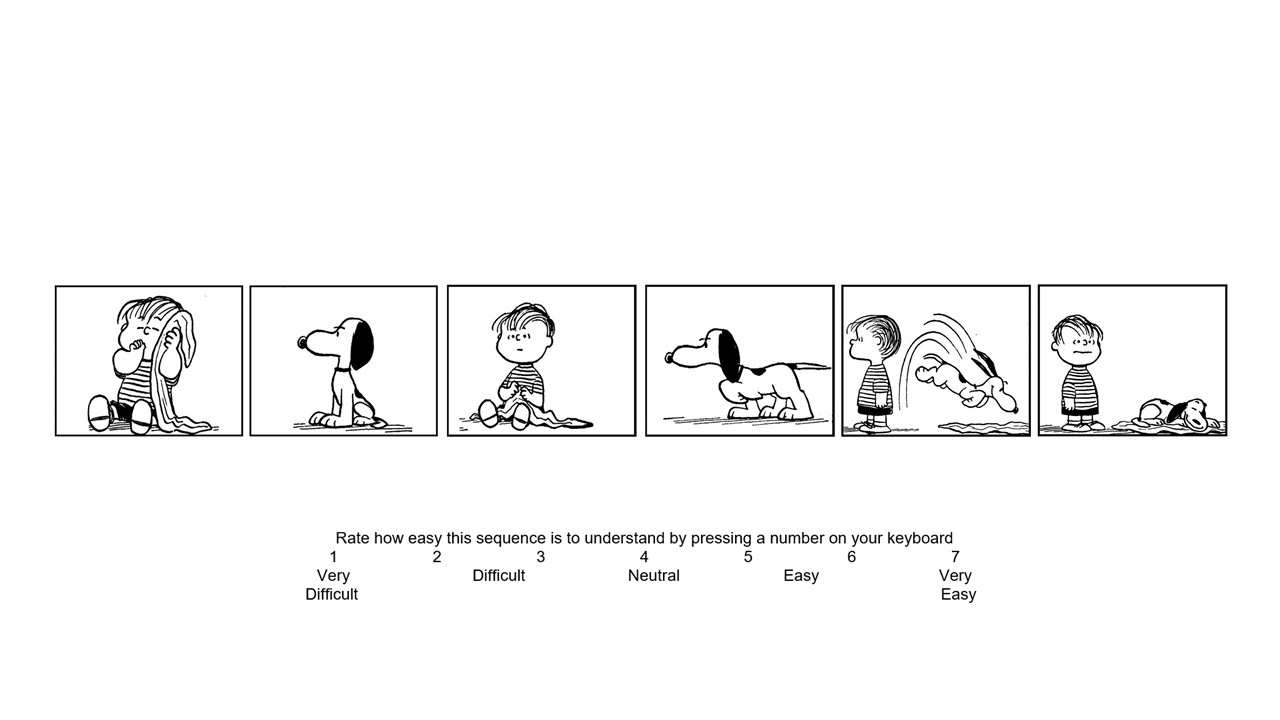 Rate how easy this sequence is to understand by pressing a number on your keyboard
1 2 3 4 5 6 7
Very Difficult Neutral Easy Very
Difficult Easy